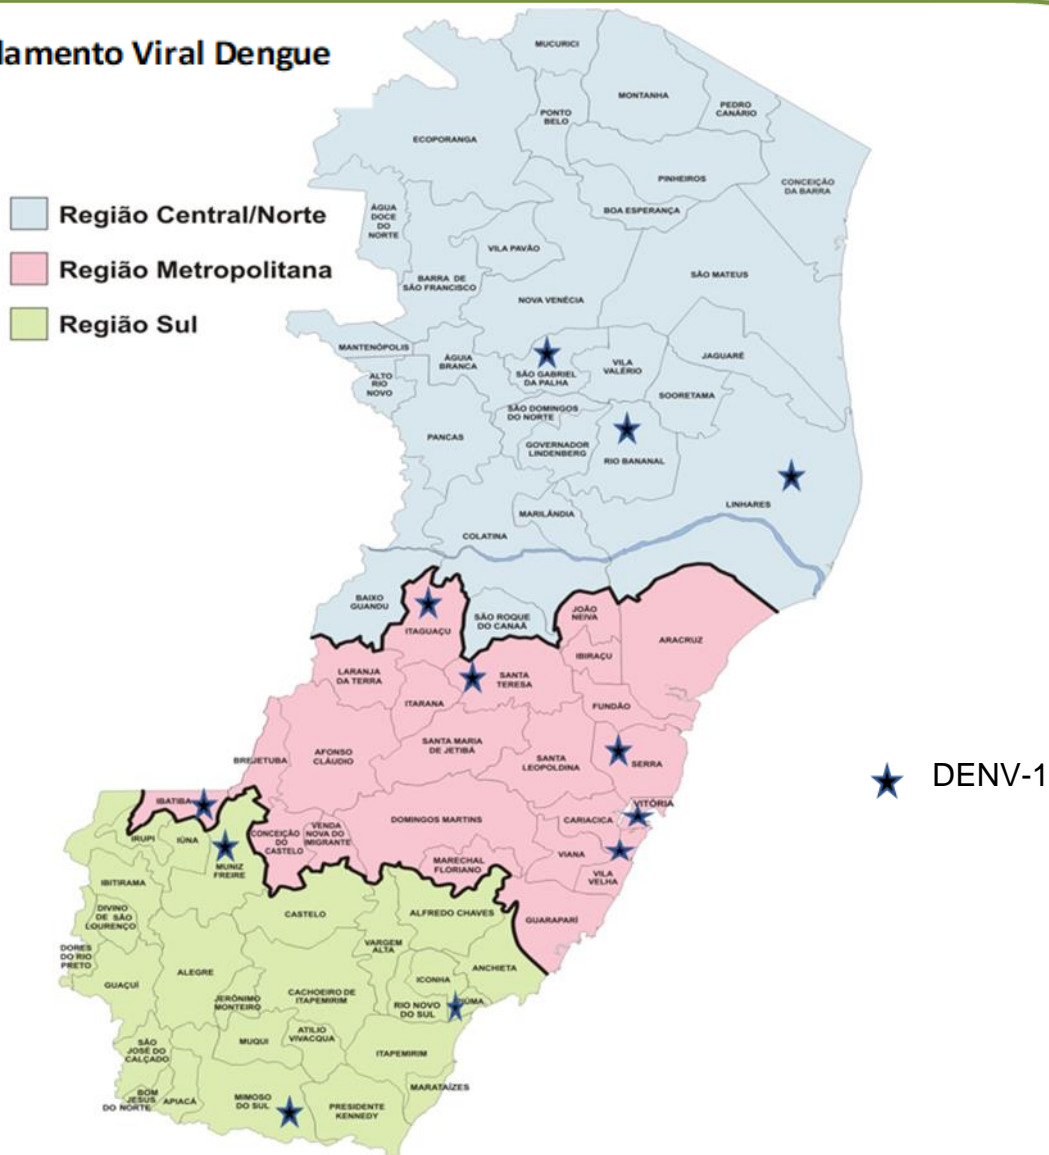 lamento Viral Dengue
Região Central/Norte
Região Metropolitana
Região Sul
MUCURICI
MONTANHA
PEDRO
CANÁRIO
PONTO
BELO
ECOPORANGA
PINHEIROS
CONCEIÇÃO
DA BARRA
ÁGUA
DOCE
DO
NORTE
BOA ESPERANÇA
VILA PAVÃO
SÃO MATEUS
BARRA DE
SÃO FRANCISCO
NOVA VENÉCIA
MANTENÓPOLIS
ÁGUIA
BRANCA
SÃO GABRIEL
DA PALHA
VILA
VALÉRIO
JAGUARÉ
ALTO
RIO
NOVO
SOORETAMA
SÃO DOMINGOS
DO NORTE
PANCAS
GOVERNADOR
LINDENBERG
RIO BANANAL
LINHARES
MARILÂNDIA
COLATINA
BAIXO
GUANDU
ITAGUAÇU
SÃO ROQUE
DO CANAÃ
JOÃO
NEIVA
ARACRUZ
IBIRAÇU
LARANJA
DA TERRA
SANTA
TERESA
ITARANA
FUNDÃO
SANTA MARIA
DE JETIBÁ
AFONSO
CLÁUDIO
BREJETUBA
SANTA
LEOPOLDINA
SERRA
DENV-1
IBATIBA
VITÓRIA
DOMINGOS MARTINS
CARIACICA
IRUPI
IÚNA
CONCEIÇÃO
DO
CASTELO
VENDA
NOVA DO
IMIGRANTE
VIANA
MARECHAL
FLORIANO
MUNIZ
FREIRE
VILA
VELHA
IBITIRAMA
DIVINO
DE SÃO
LOURENÇO
CASTELO
ALFREDO CHAVES
GUARAPARÍ
VARGEM
ALTA
DORES
DO RIO
PRETO
ALEGRE
ANCHIETA
GUAÇUÍ
ICONHA
JERÔNIMO
MONTEIRO
CACHOEIRO DE
ITAPEMIRIM
RIO NOVO
DO SUL
ÚMA
ATILIO
VIVACQUA
MUQUI
SÃO
JOSÉ DO
CALÇADO
ITAPEMIRIM
MARATAÍZES
BOM
JESUS
DO NORTE
APIACÁ
MIMOSO
DO SUL
PRESIDENTE
KENNEDY